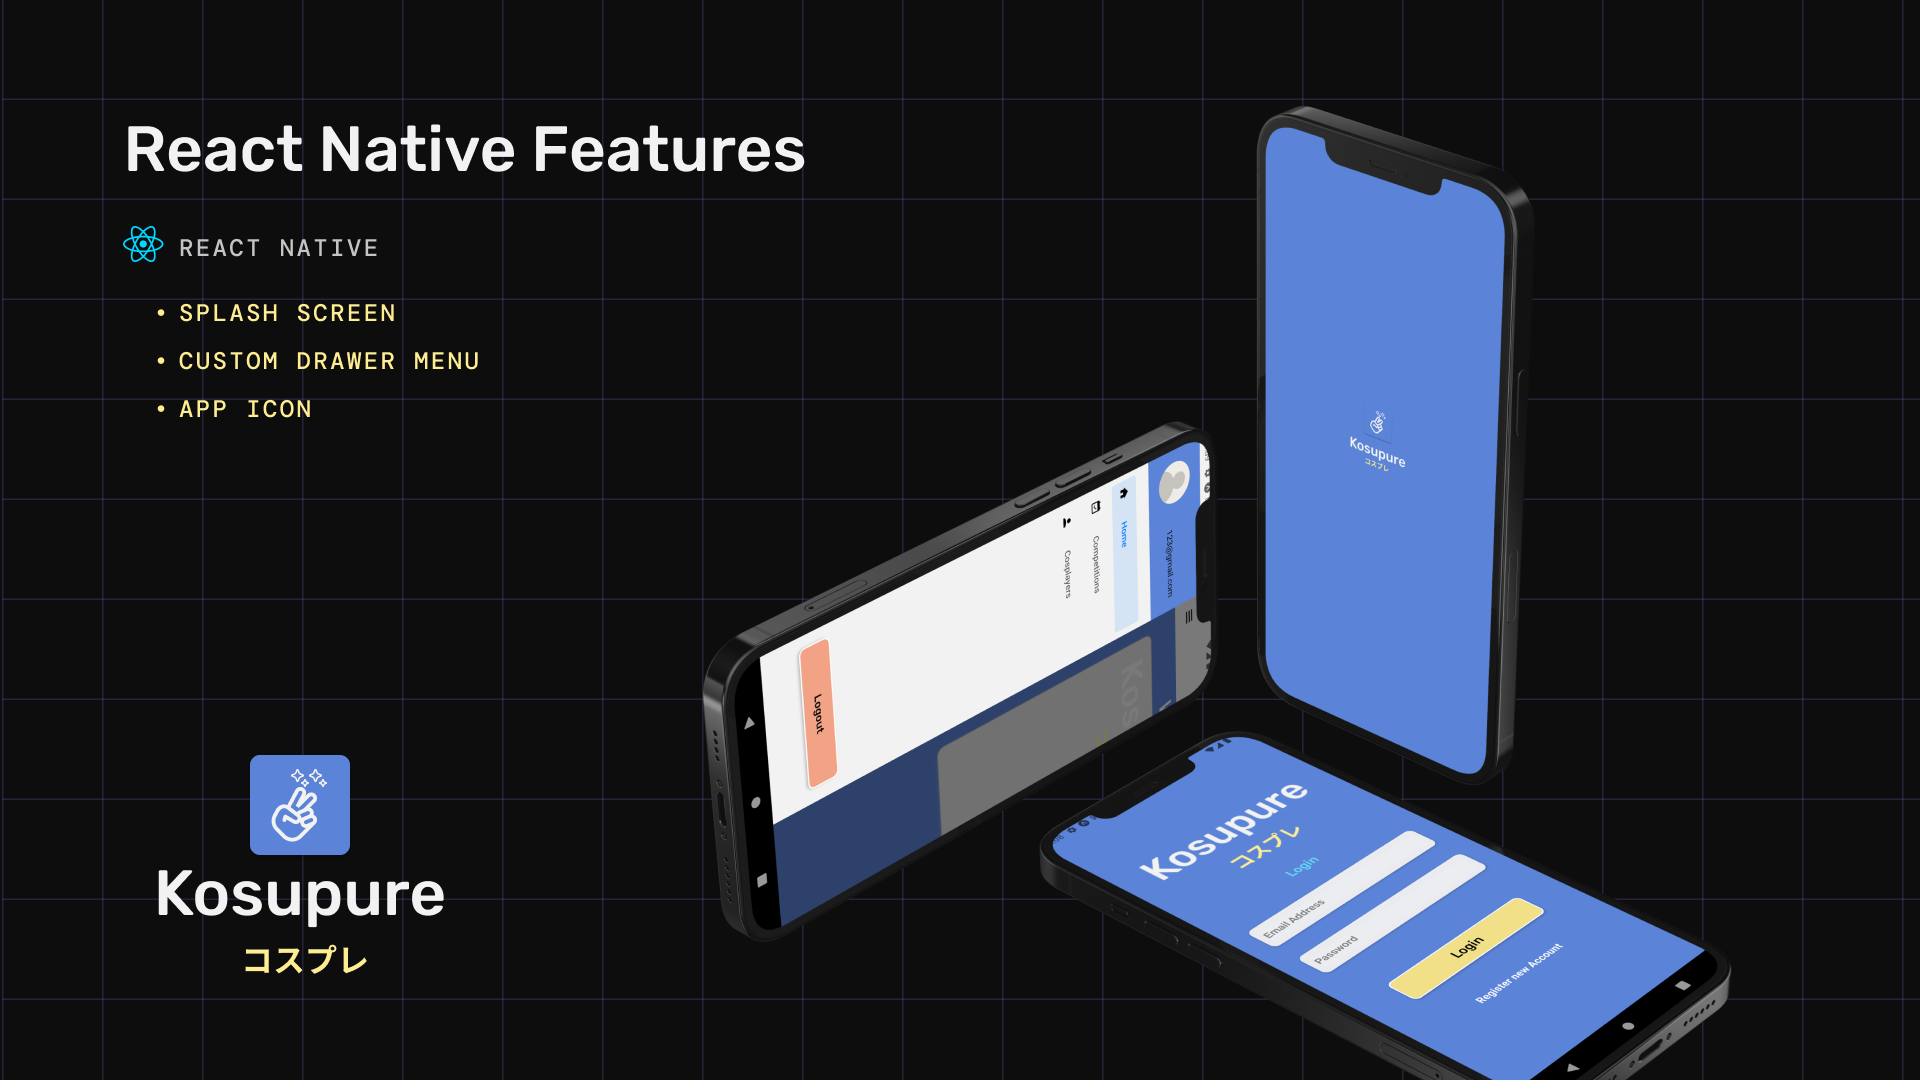 React Native Features
REACT NATIVE
• SPLASH SCREEN
• CUSTOM DRAWER MENU
• APP ICON
Kosupure
コスプレ
Kosupure
コスプレ
123@gmail.com
Home
Competitions
Cosplayers
Logout
Kos
Kosupure
コスプレ
Login
Email Address
Password
Login
Register new Account